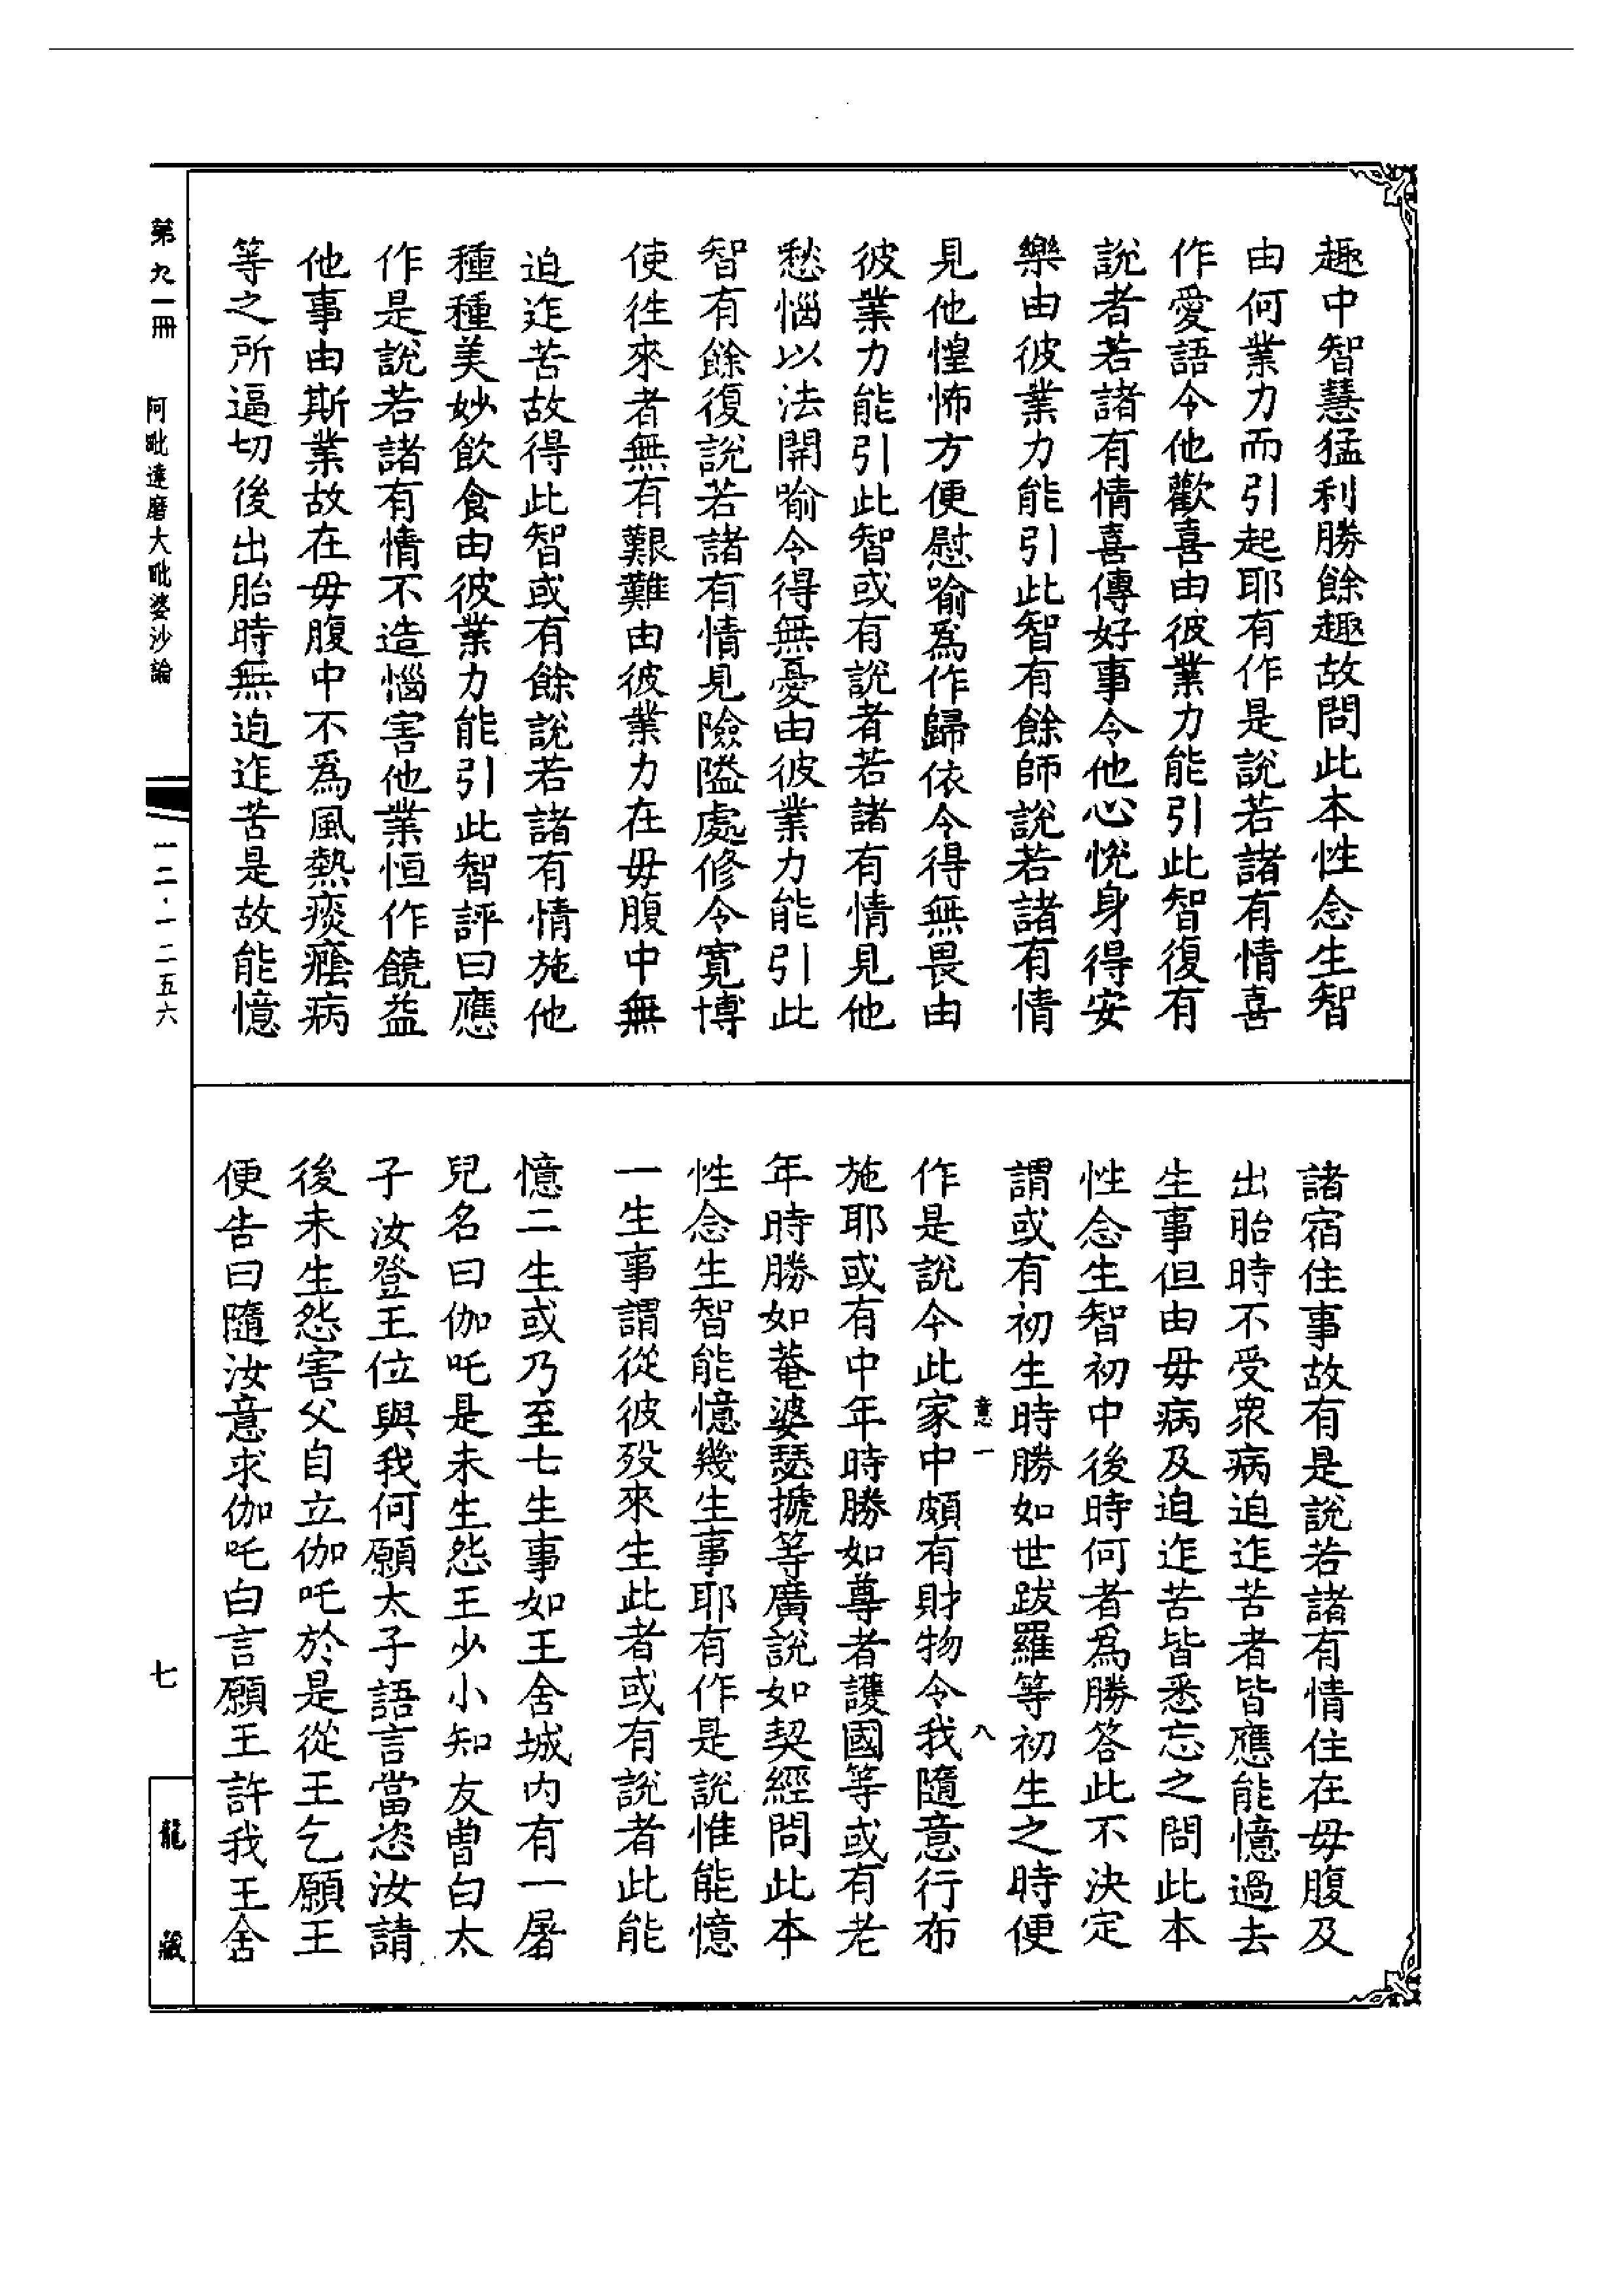 趣中智慧猛利勝餘趣故問此本性念生智
由何業力而引起耶有作是說若諸有情喜
作愛語令他歡喜由彼業力能引此智復有
說者若諸有情喜傳好事令他心悅身得安
樂由彼業力能引此智有餘師說若諸有情
見他惶怖方便慰喻爲作歸依令得無畏由
彼業力能引此智或有說者若諸有情見他
愁惱以法開喻令得無憂由彼業力能引此
智有餘復說若諸有情見險隘處修令寬博
使徃來者無有艱難由彼業力在母腹中無
迫迮苦故得此智或有餘說若諸有情施他
種種美妙飲食由彼業力能引此智評曰應
作是說若諸有情不造惱害他業恒作饒益
他事由斯業故在母腹中不爲風熱痰癊病
等之所逼切後出胎時無迫迮苦是故能憶
諸宿住事故有是說若諸有情住在母腹及
出胎時不受衆病迫迮苦者皆應能憶過去
生事但由母病及迫迮苦皆悉忘之問此本
性念生智初中後時何者爲勝答此不決定
謂或有初生時勝如世跋羅等初生之時便
意一
八
作是說今此家中頗有財物令我隨意行布
施耶或有中年時勝如尊者護國等或有老
年時勝如菴婆瑟搋等廣說如契經問此本
性念生智能憶幾生事耶有作是說惟能憶
一生事謂從彼歿來生此者或有說者此能
憶二生或乃至七生事如王舍城内有一屠
兒名曰伽吒是未生怨王少小知友曽白太
子汝登王位與我何願太子語言當恣汝請
後未生怨害父自立伽吒於是從王乞願王
便告曰隨汝意求伽吒白言願王許我王舍
第九一冊
阿毗達磨大毗婆沙論
一二·一二五六
七
龍藏